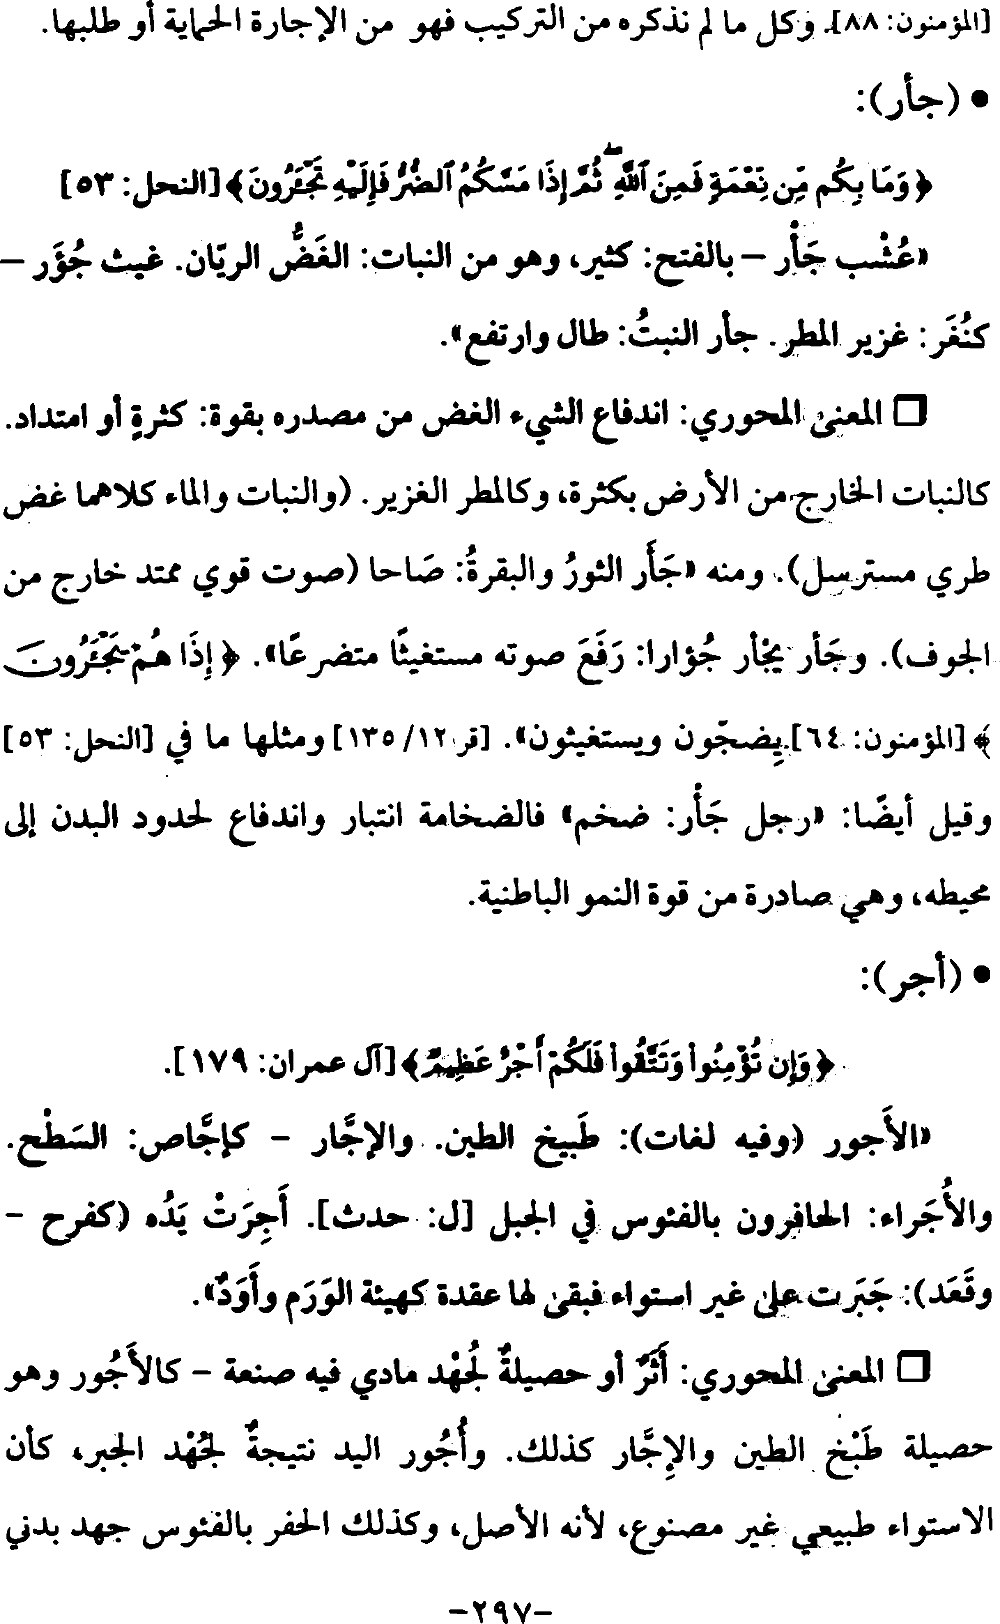 [المؤمنون: ٨٨]. وكل ما لم نذكره من التركيب فهو من الإجارة الحماية أو طلبها.
• (جأر):
﴿وَمَا بِكُم مِّن نِّعْمَةٍ فَمِنَ ٱللَّهِ ۖ ثُمَّ إِذَا مَسَّكُمُ ٱلضُّرُّ فَإِلَيْهِ تَجْـَٔرُونَ﴾ [النحل: ٥٣]
«عُشْب جَأْر – بالفتح: كثير، وهو من النبات: الغَضُّ الريّان. غيث جُؤَر –
كنُغَر: غزير المطر. جأر النبتُ: طال وارتفع».
□ المعنى المحوري: اندفاع الشيء الغض من مصدره بقوة: كثرةٍ أو امتداد.
كالنبات الخارج من الأرض بكثرة، وكالمطر الغزير. (والنبات والماء كلاهما غض
طري مسترسل). ومنه «جَأَر الثورُ والبقرةُ: صَاحا (صوت قوي ممتد خارج من
الجوف). وجَأر يجْأر جُؤارا: رَفَعَ صوته مستغيثًا متضرعًا». ﴿إِذَا هُمْ يَجْـَٔرُونَ
﴾ [المؤمنون: ٦٤] يضجّون ويستغيثون». [قر ١٢/ ١٣٥] ومثلها ما في [النحل: ٥٣]
وقيل أيضًا: «رجل جَأْر: ضخم» فالضخامة انتبار واندفاع لحدود البدن إلى
محيطه، وهي صادرة من قوة النمو الباطنية.
• (أجر):
﴿وَإِن تُؤْمِنُوا۟ وَتَتَّقُوا۟ فَلَكُمْ أَجْرٌ عَظِيمٌ﴾ [آل عمران: ١٧٩].
«الأَجور (وفيه لغات): طَبيخ الطين. والإجَّار – كإجَّاص: السَطْح.
والأُجَراء: الحافرون بالفئوس في الجبل [ل: حدث]. أَجِرَتْ يَدُه (كفرح –
وقَعَد): جَبَرت على غير استواء فبقى لها عقدة كهيئة الوَرَم وأَوَدٌ».
□ المعنى المحوري: أَثَرٌ أو حصيلةٌ لجُهْد مادي فيه صنعة – كالأَجُور وهو
حصيلة طَبْخ الطين والإجَّار كذلك. وأُجُور اليد نتيجةٌ لجُهْد الجبر، كأن
الاستواء طبيعي غير مصنوع، لأنه الأصل، وكذلك الحفر بالفئوس جهد بدني
–٢٩٧–